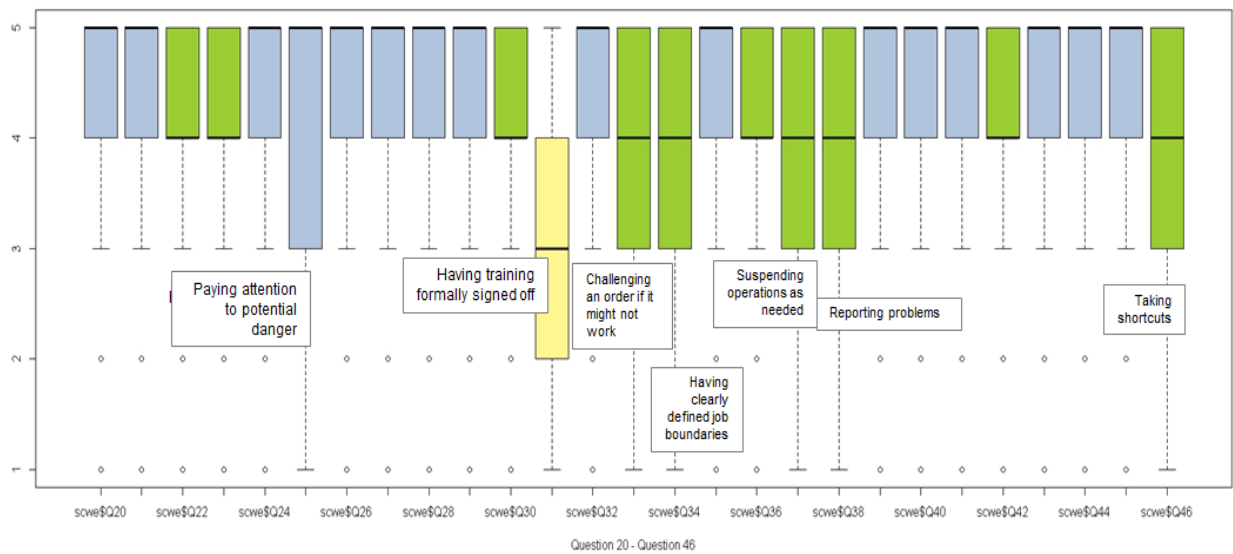 5
4
3
2
1
Paying attention
to potential
danger
Having training
formally signed off
Challenging
an order if it
might not
work
Having
clearly
defined job
boundaries
Suspending
operations as
needed
Reporting problems
Taking
shortcuts
scwe$Q20
scwe$Q22
scwe$Q24
scwe$Q26
scwe$Q28
scwe$Q30
scwe$Q32
scwe$Q34
scwe$Q36
scwe$Q38
scwe$Q40
scwe$Q42
scwe$Q44
scwe$Q46
Question 20 - Question 46